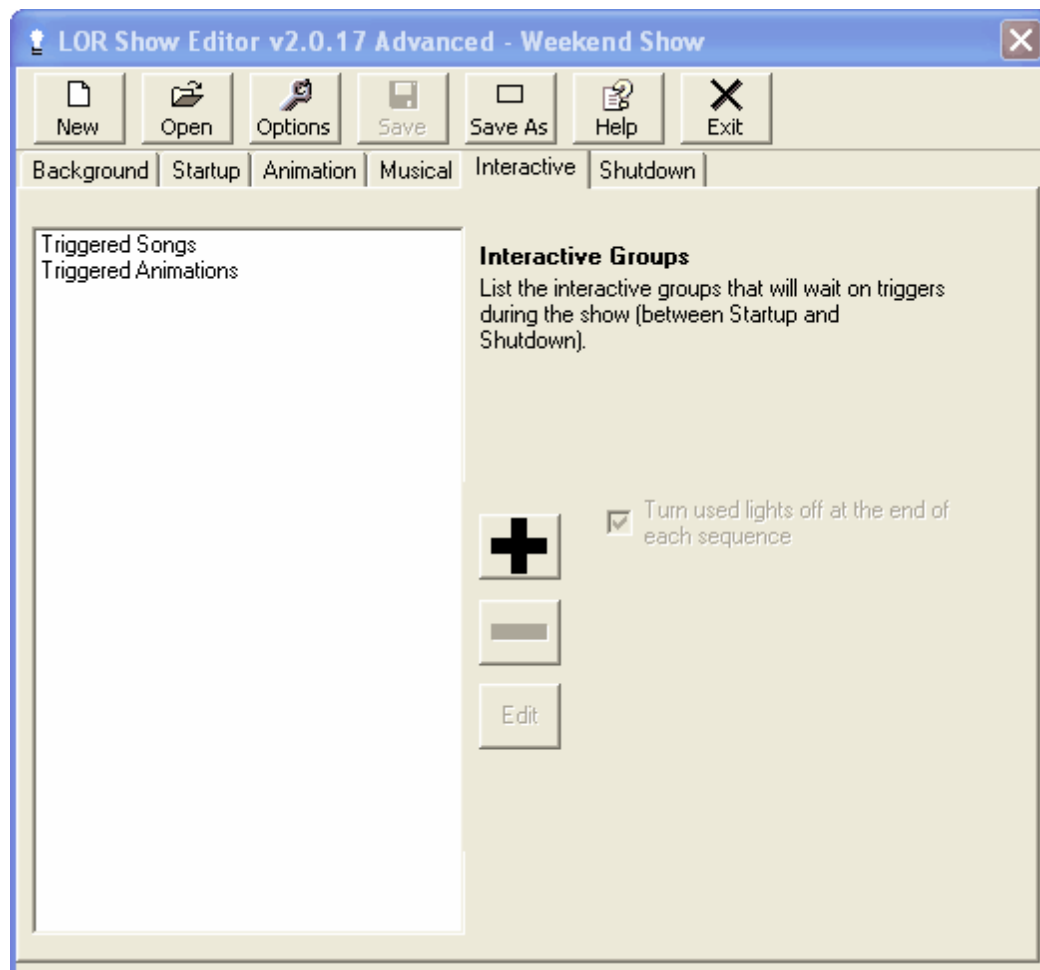 LOR Show Editor v2.0.17 Advanced - Weekend Show
New Open Options Save Save As Help Exit
Background Startup Animation Musical Interactive Shutdown
Triggered Songs
Triggered Animations
Interactive Groups
List the interactive groups that will wait on triggers
during the show (between Startup and
Shutdown).
Turn used lights off at the end of
each sequence
Edit